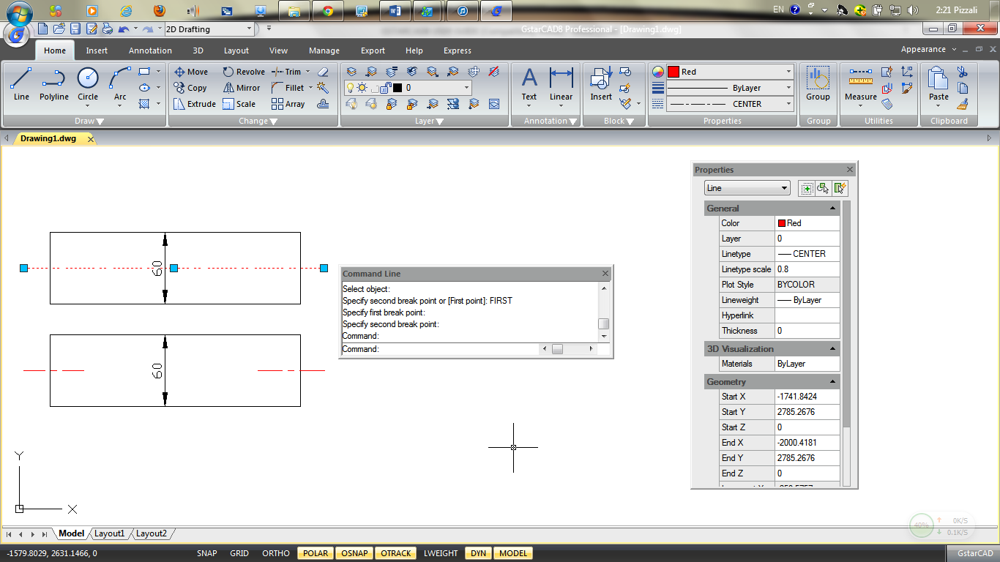 EN
2:21 Pizzali
2D Drafting
GstarCAD8 Professional - [Drawing1.dwg]
Home Insert Annotation 3D Layout View Manage Export Help Express
Appearance
Line Polyline Circle Arc
Draw
Move Revolve Trim
Copy Mirror Fillet
Extrude Scale Array
Change
0
Layer
Text Linear
Annotation
Insert
Block
Red
ByLayer
CENTER
Properties
Group
Group
Measure
Utilities
Paste
Clipboard
Drawing1.dwg
60
60
Y
X
Command Line
Select object:
Specify second break point or [First point]: FIRST
Specify first break point:
Specify second break point:
Command:
Command:
Properties
Line
General
Color Red
Layer 0
Linetype CENTER
Linetype scale 0.8
Plot Style BYCOLOR
Lineweight ByLayer
Hyperlink
Thickness 0
3D Visualization
Materials ByLayer
Geometry
Start X -1741.8424
Start Y 2785.2676
Start Z 0
End X -2000.4181
End Y 2785.2676
End Z 0
40% 0K/S
0.1K/S
Model Layout1 Layout2
-1579.8029, 2631.1466, 0 SNAP GRID ORTHO POLAR OSNAP OTRACK LWEIGHT DYN MODEL GstarCAD